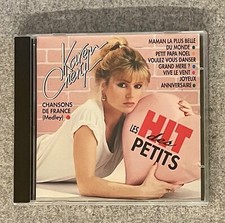 Karen
Cheryl
CHANSONS
DE FRANCE
(Medley)
MAMAN LA PLUS BELLE
DU MONDE
PETIT PAPA NOEL
VOULEZ VOUS DANSER
GRAND MERE ?
VIVE LE VENT
JOYEUX
ANNIVERSAIRE
LES
HIT
des
PETITS